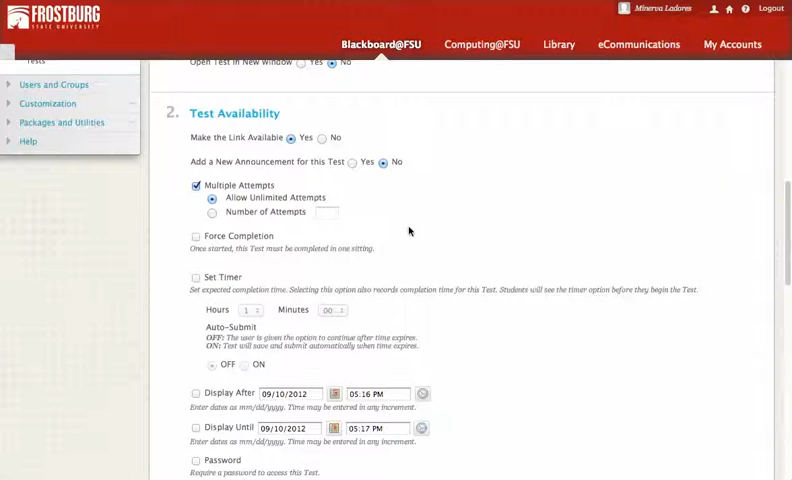 FROSTBURG
STATE UNIVERSITY
Minerva Ladores
Logout
Blackboard@FSU
Computing@FSU
Library
eCommunications
My Accounts
Tests
Users and Groups
Customization
Packages and Utilities
Help
Open Test in New Window Yes No
2. Test Availability
Make the Link Available Yes No
Add a New Announcement for this Test Yes No
Multiple Attempts
Allow Unlimited Attempts
Number of Attempts
Force Completion
Once started, this Test must be completed in one sitting.
Set Timer
Set expected completion time. Selecting this option also records completion time for this Test. Students will see the timer option before they begin the Test.
Hours 1 Minutes 00
Auto-Submit
OFF: The user is given the option to continue after time expires.
ON: Test will save and submit automatically when time expires.
OFF ON
Display After 09/10/2012 05:16 PM
Enter dates as mm/dd/yyyy. Time may be entered in any increment.
Display Until 09/10/2012 05:17 PM
Enter dates as mm/dd/yyyy. Time may be entered in any increment.
Password
Require a password to access this Test.